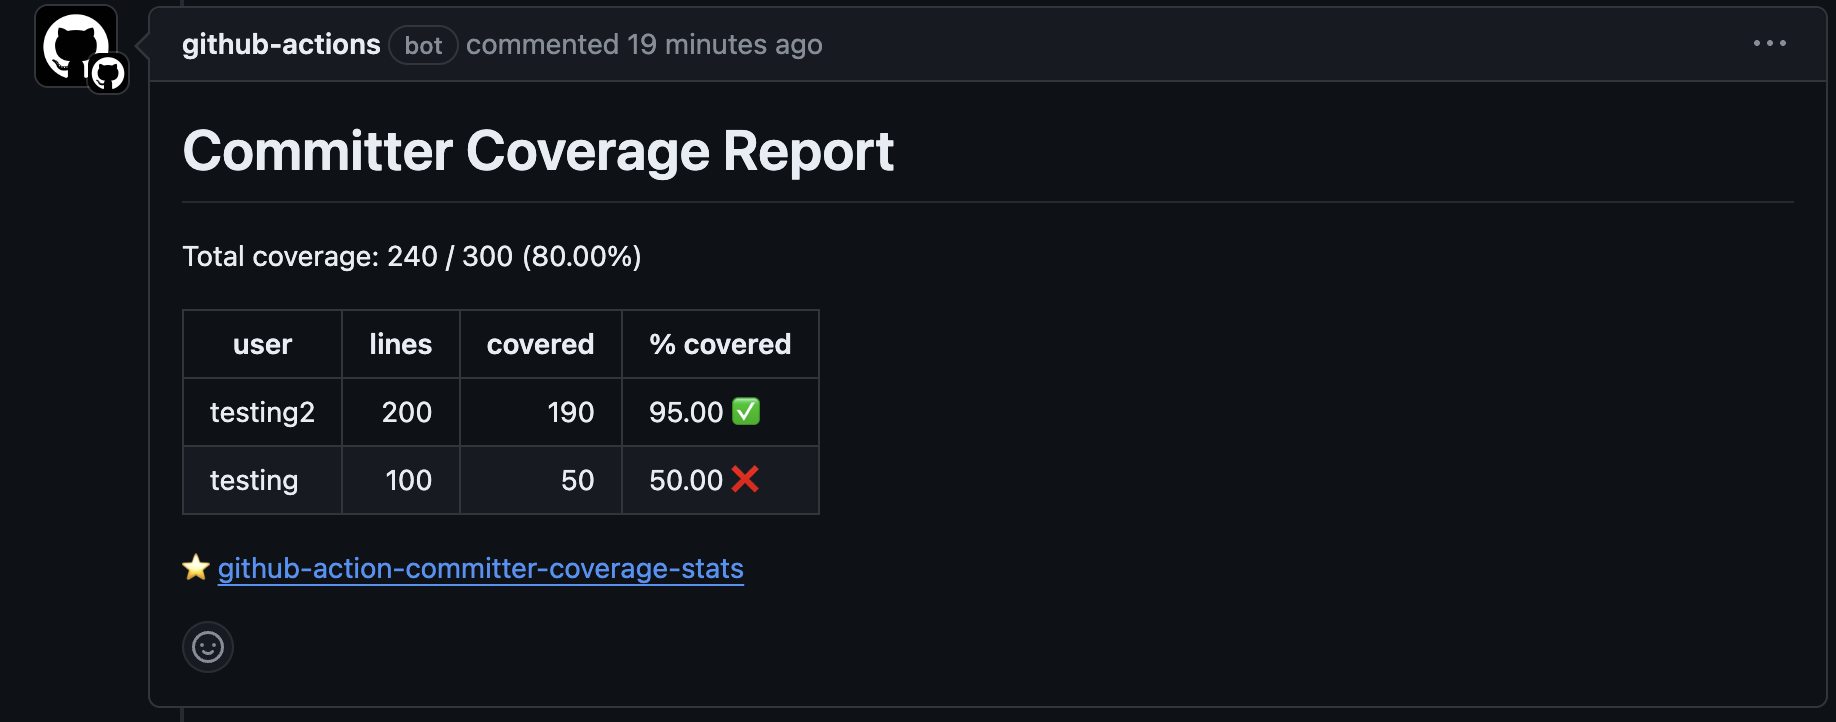 github-actions bot commented 19 minutes ago
Committer Coverage Report
Total coverage: 240 / 300 (80.00%)
user lines covered % covered
testing2 200 190 95.00 ✅
testing 100 50 50.00 ❌
⭐ github-action-committer-coverage-stats